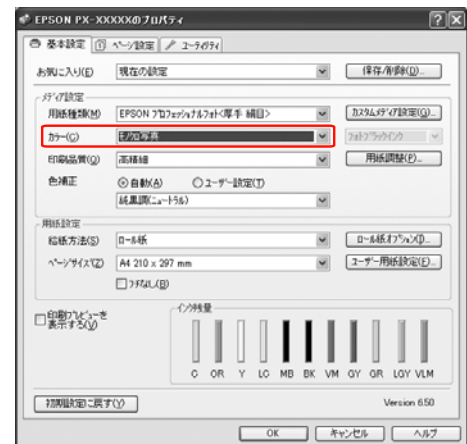 EPSON PX-XXXXXのプロパティ
基本設定 ページ設定 ユーティリティ
お気に入り(E) 現在の設定 保存/削除(D)...
メディア設定
用紙種類(M) EPSON プロフェッショナルフォト<厚手 絹目> カスタムメディア設定(G)...
カラー(C) モノクロ写真 フォトブラックインク
印刷品質(Q) 高精細 用紙調整(P)...
色補正 自動(A) ユーザー設定(T)
純黒調(ニュートラル)
用紙設定
給紙方法(S) ロール紙 ロール紙オプション(J)...
ページサイズ(Z) A4 210 x 297 mm ユーザー用紙設定(F)...
フチなし(B)
印刷プレビューを
表示する(V)
インク残量
C OR Y LC MB BK VM GY GR LGY VLM
初期設定に戻す(Y) Version 6.50
OK キャンセル ヘルプ